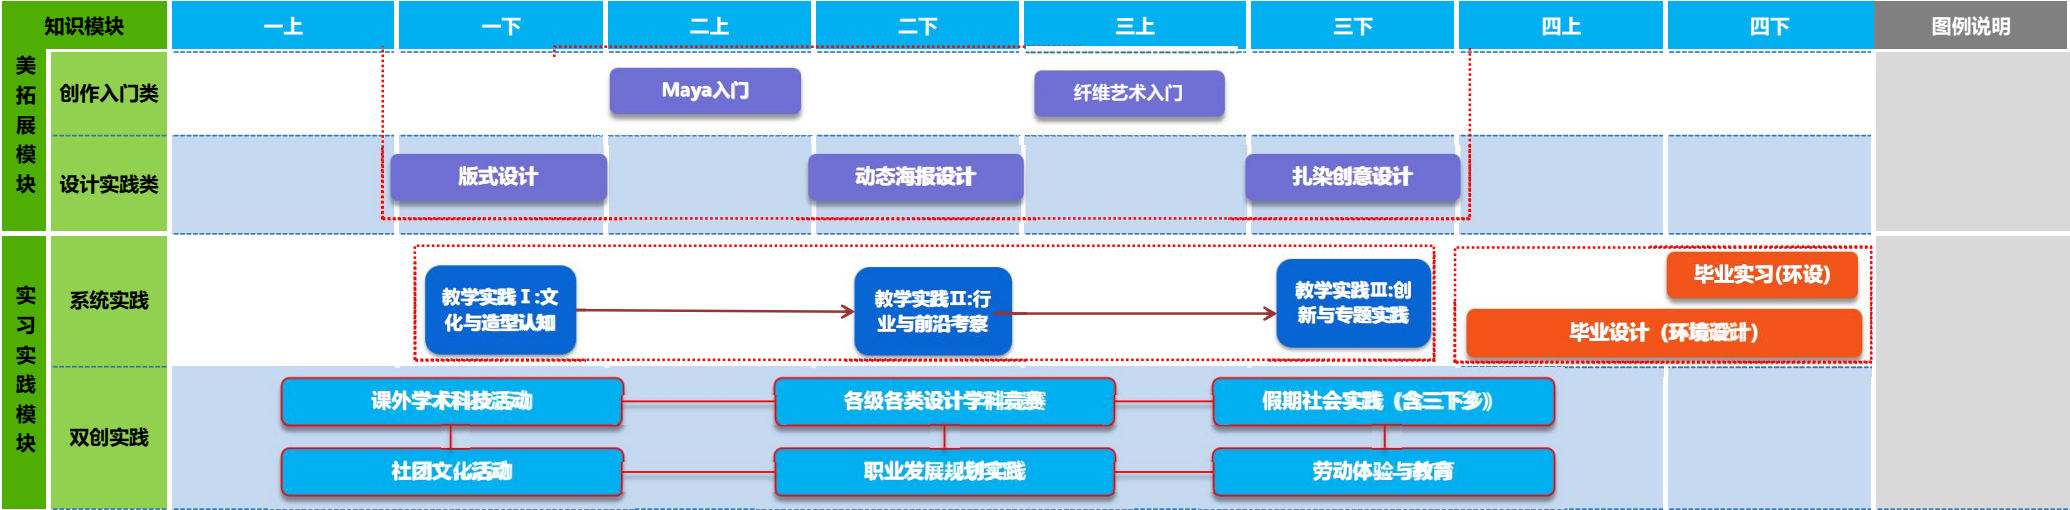 知识模块 一上 一下 二上 二下 三上 三下 四上 四下 图例说明
美拓展模块
创作入门类
Maya入门
纤维艺术入门
设计实践类
版式设计
动态海报设计
扎染创意设计
实习实践模块
系统实践
教学实践Ⅰ:文
化与造型认知
教学实践Ⅱ:行
业与前沿考察
教学实践Ⅲ:创
新与专题实践
毕业实习(环设)
毕业设计（环境设计）
双创实践
课外学术科技活动
各级各类设计学科竞赛
假期社会实践（含三下乡）
社团文化活动
职业发展规划实践
劳动体验与教育